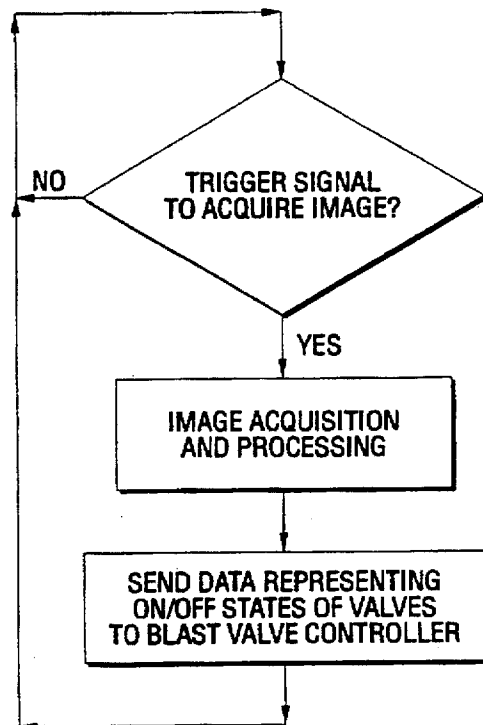 TRIGGER SIGNAL
TO ACQUIRE IMAGE?
NO
YES
IMAGE ACQUISITION
AND PROCESSING
SEND DATA REPRESENTING
ON/OFF STATES OF VALVES
TO BLAST VALVE CONTROLLER